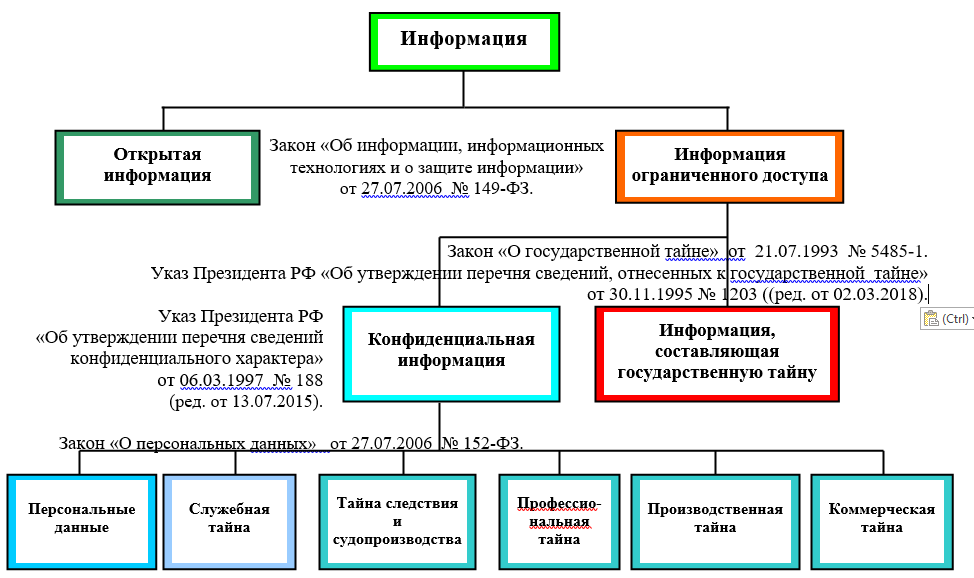 Информация
Открытая
информация
Закон «Об информации, информационных
технологиях и о защите информации»
от 27.07.2006 № 149-ФЗ.
Информация
ограниченного доступа
Закон «О государственной тайне» от 21.07.1993 № 5485-1.
Указ Президента РФ «Об утверждении перечня сведений, отнесенных к государственной тайне»
от 30.11.1995 № 1203 ((ред. от 02.03.2018).
(Ctrl)
Указ Президента РФ
«Об утверждении перечня сведений
конфиденциального характера»
от 06.03.1997 № 188
(ред. от 13.07.2015).
Конфиденциальная
информация
Информация,
составляющая
государственную тайну
Закон «О персональных данных» от 27.07.2006 № 152-ФЗ.
Персональные
данные
Служебная
тайна
Тайна следствия
и
судопроизводства
Профессио-
нальная
тайна
Производственная
тайна
Коммерческая
тайна